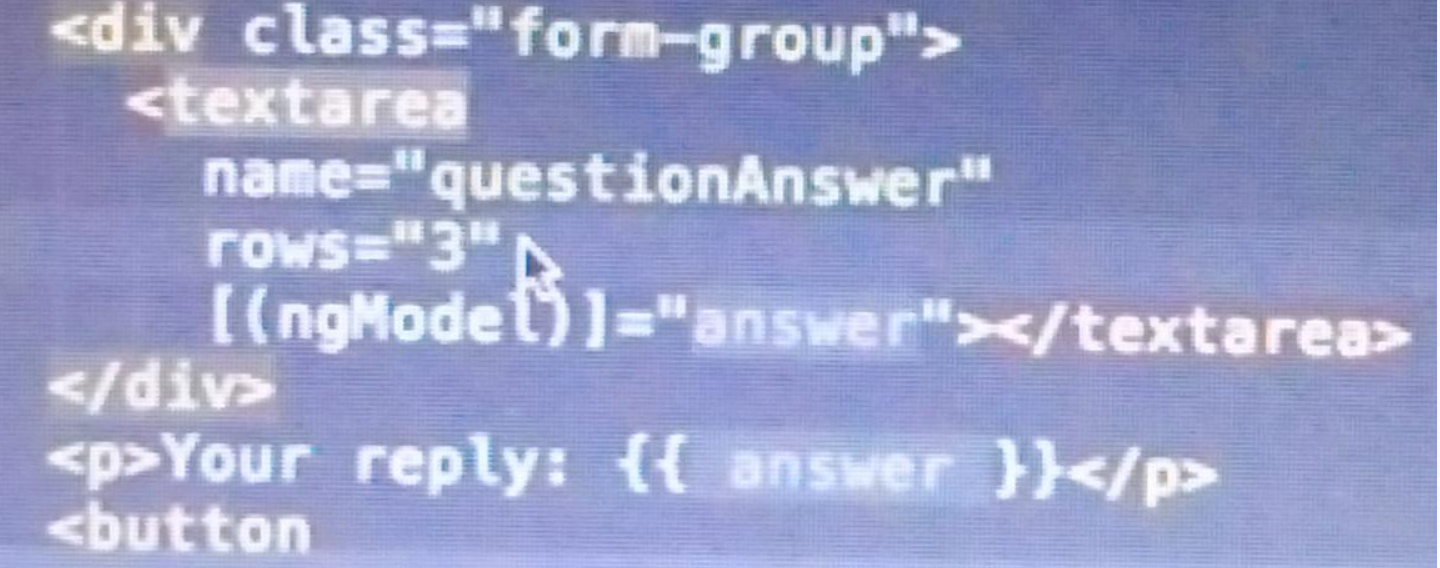 <div class="form-group">
<textarea
name="questionAnswer"
rows="3"
[(ngModel)]="answer"></textarea>
</div>
<p>Your reply: {{ answer }}</p>
<button